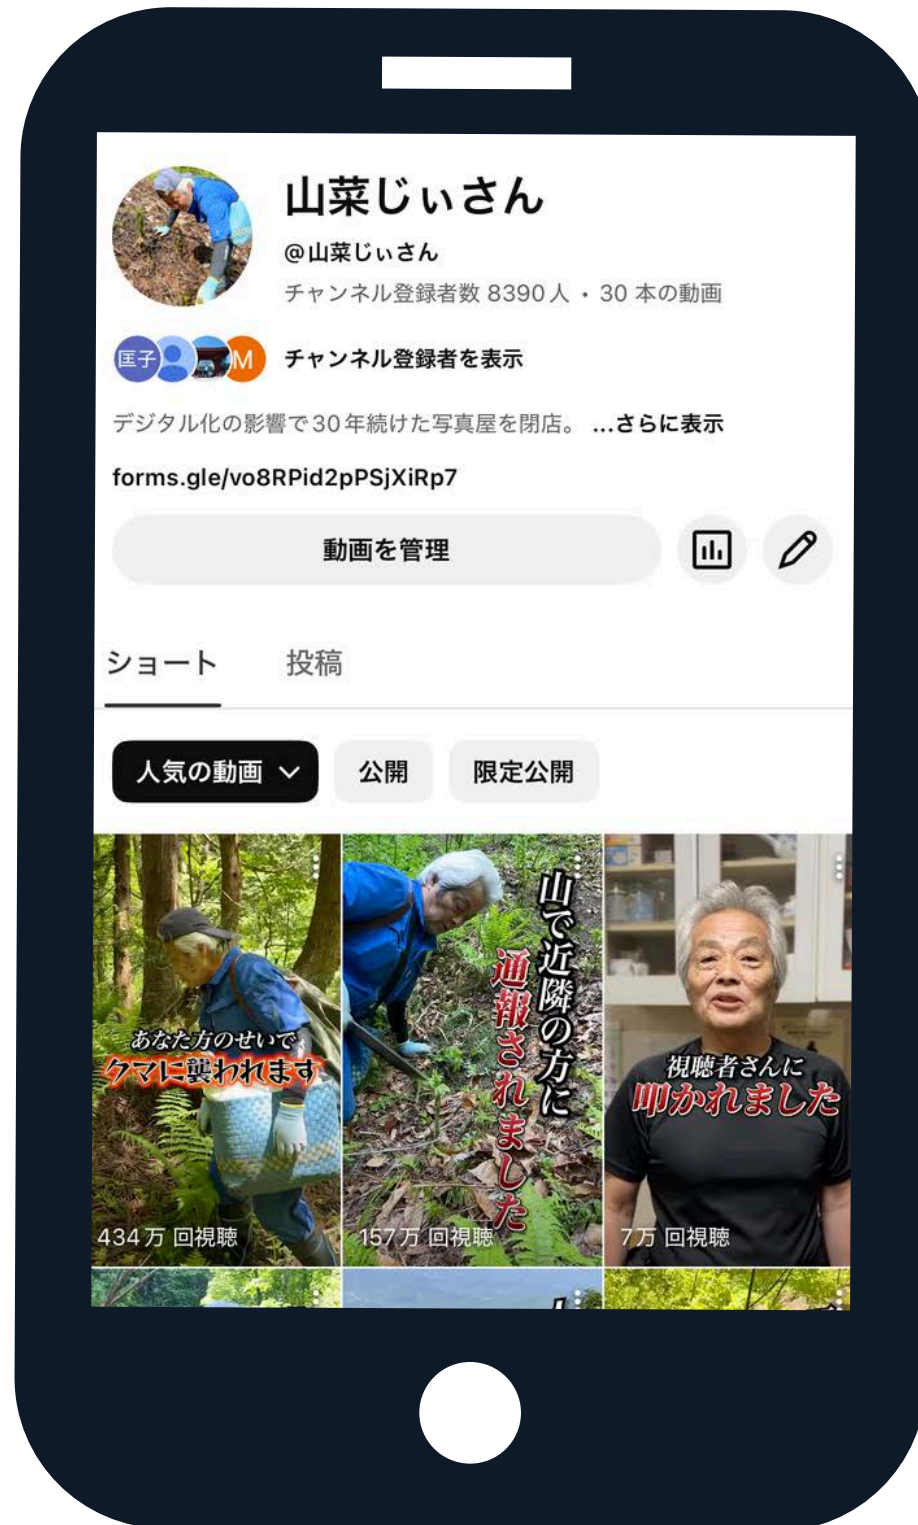 山菜じぃさん
@山菜じぃさん
チャンネル登録者数 8390人・30 本の動画
匡子
M
チャンネル登録者を表示
デジタル化の影響で30年続けた写真屋を閉店。 ...さらに表示
forms.gle/vo8RPid2pPSjXiRp7
動画を管理
ショート 投稿
人気の動画 公開 限定公開
あなた方のせいで
クマに襲われます
434万 回視聴
山で近隣の方に
通報されました
157万 回視聴
視聴者さんに
叩かれました
7万 回視聴